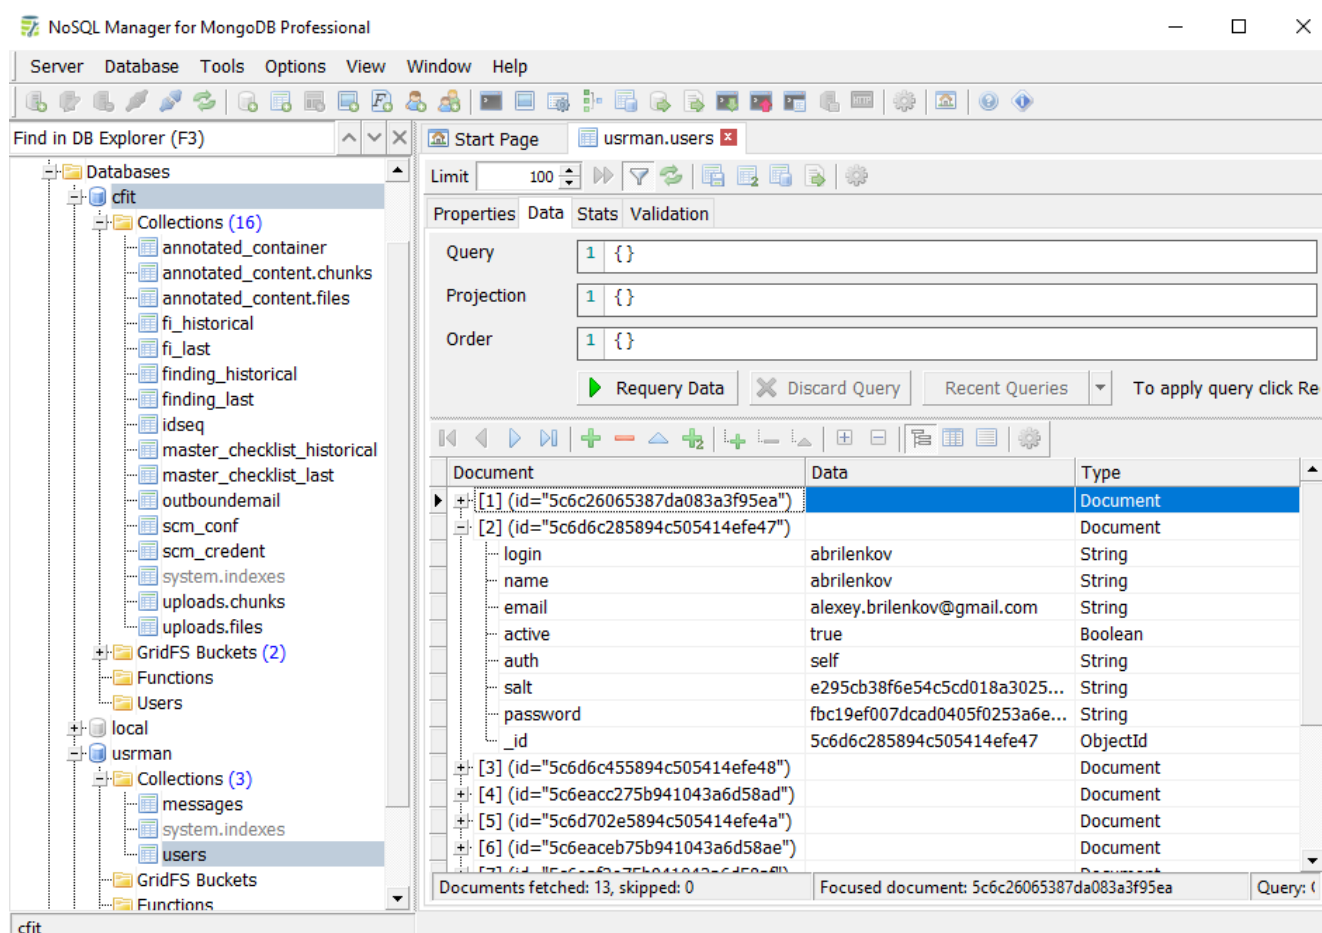 NoSQL Manager for MongoDB Professional
Server Database Tools Options View Window Help
Find in DB Explorer (F3)
Start Page
usrman.users
Limit 100
Properties Data Stats Validation
Query 1 {}
Projection 1 {}
Order 1 {}
Requery Data Discard Query Recent Queries To apply query click Re
Databases
cfit
Collections (16)
annotated_container
annotated_content.chunks
annotated_content.files
fi_historical
fi_last
finding_historical
finding_last
idseq
master_checklist_historical
master_checklist_last
outboundemail
scm_conf
scm_credent
system.indexes
uploads.chunks
uploads.files
GridFS Buckets (2)
Functions
Users
local
usrman
Collections (3)
messages
system.indexes
users
GridFS Buckets
Functions
Document Data Type
[1] (id="5c6c26065387da083a3f95ea") Document
[2] (id="5c6d6c285894c505414efe47") Document
login abrilenkov String
name abrilenkov String
email alexey.brilenkov@gmail.com String
active true Boolean
auth self String
salt e295cb38f6e54c5cd018a3025... String
password fbc19ef007dcad0405f0253a6e... String
_id 5c6d6c285894c505414efe47 ObjectId
[3] (id="5c6d6c455894c505414efe48") Document
[4] (id="5c6eacc275b941043a6d58ad") Document
[5] (id="5c6d702e5894c505414efe4a") Document
[6] (id="5c6eaceb75b941043a6d58ae") Document
Documents fetched: 13, skipped: 0 Focused document: 5c6c26065387da083a3f95ea Query:
cfit